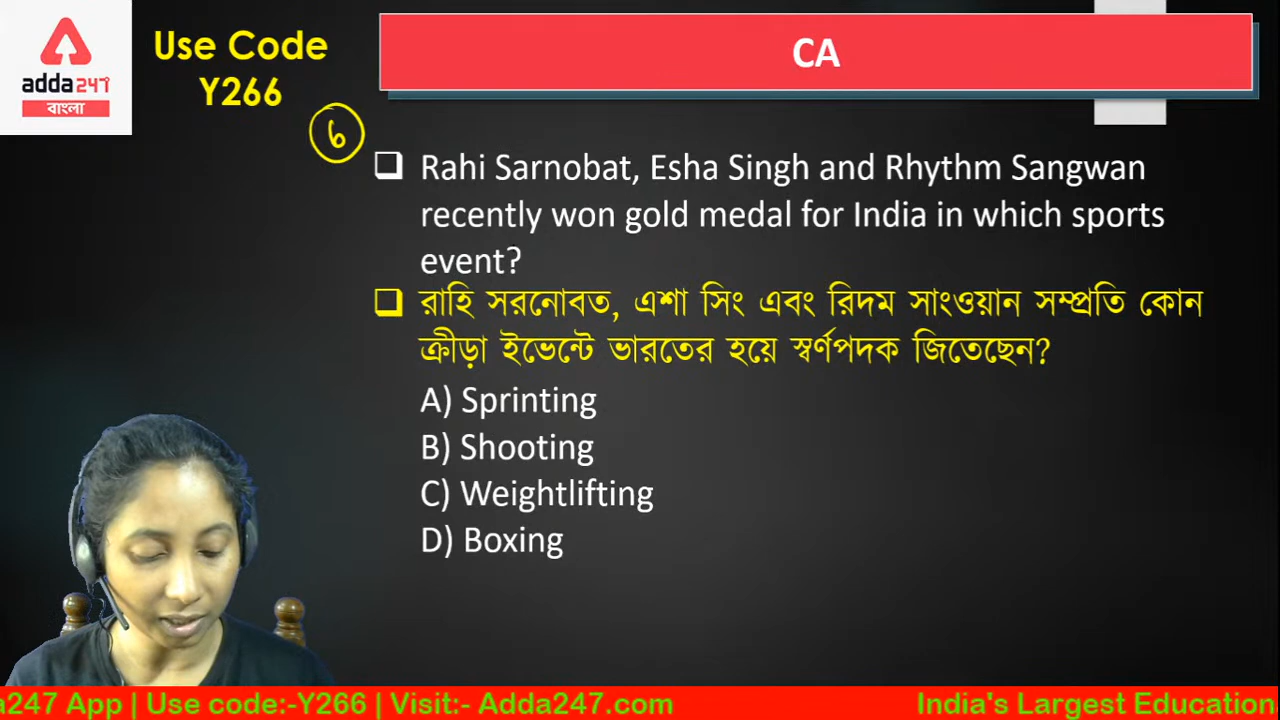 adda247
বাংলা
Use Code
Y266
CA
৬
Rahi Sarnobat, Esha Singh and Rhythm Sangwan
recently won gold medal for India in which sports
event?
রাহি সরনোবত, এশা সিং এবং রিদম সাংওয়ান সম্প্রতি কোন
ক্রীড়া ইভেন্টে ভারতের হয়ে স্বর্ণপদক জিতেছেন?
A) Sprinting
B) Shooting
C) Weightlifting
D) Boxing
a247 App | Use code:-Y266 | Visit:- Adda247.com India's Largest Education